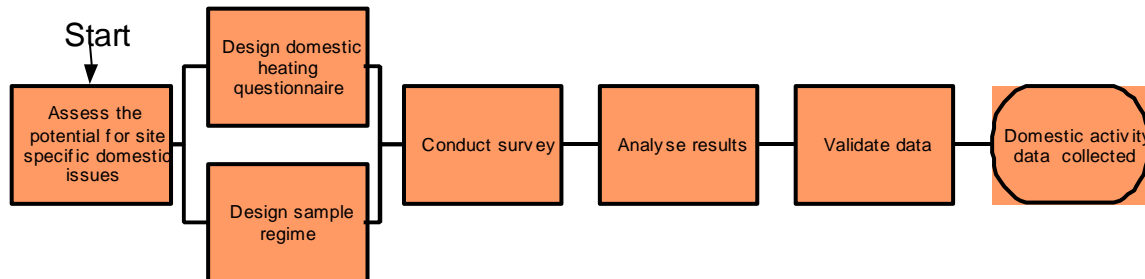 Start
Assess the
potential for site
specific domestic
issues
Design domestic
heating
questionnaire
Design sample
regime
Conduct survey
Analyse results
Validate data
Domestic activity
data collected